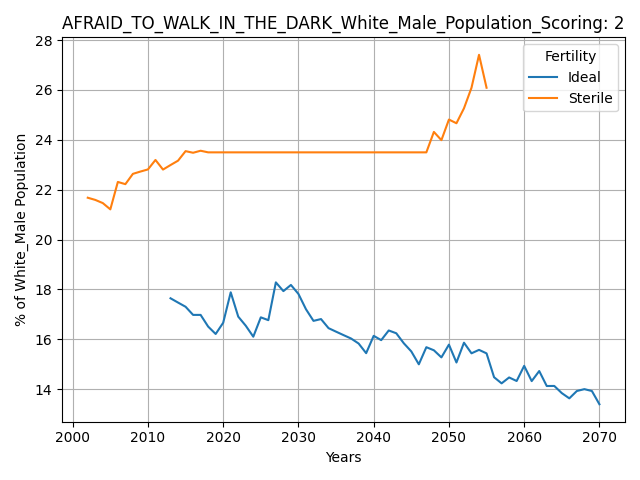 AFRAID_TO_WALK_IN_THE_DARK_White_Male_Population_Scoring: 2
Fertility
Ideal
Sterile
% of White_Male Population
28
26
24
22
20
18
16
14
2000 2010 2020 2030 2040 2050 2060 2070
Years